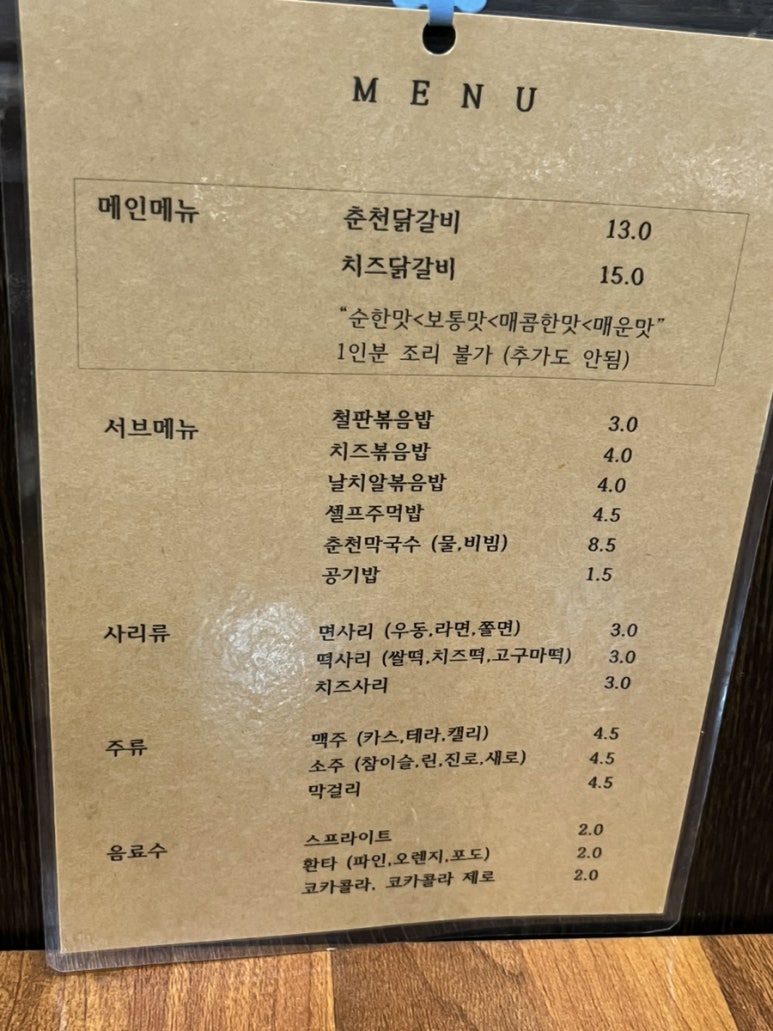 MENU
메인메뉴 춘천닭갈비 13.0
치즈닭갈비 15.0
“순한맛<보통맛<매콤한맛<매운맛”
1인분 조리 불가 (추가도 안됨)
서브메뉴 철판볶음밥 3.0
치즈볶음밥 4.0
날치알볶음밥 4.0
셀프주먹밥 4.5
춘천막국수 (물,비빔) 8.5
공기밥 1.5
사리류 면사리 (우동,라면,쫄면) 3.0
떡사리 (쌀떡,치즈떡,고구마떡) 3.0
치즈사리 3.0
주류 맥주 (카스,테라,캘리) 4.5
소주 (참이슬,린,진로,새로) 4.5
막걸리 4.5
음료수 스프라이트 2.0
환타 (파인,오렌지,포도) 2.0
코카콜라, 코카콜라 제로 2.0